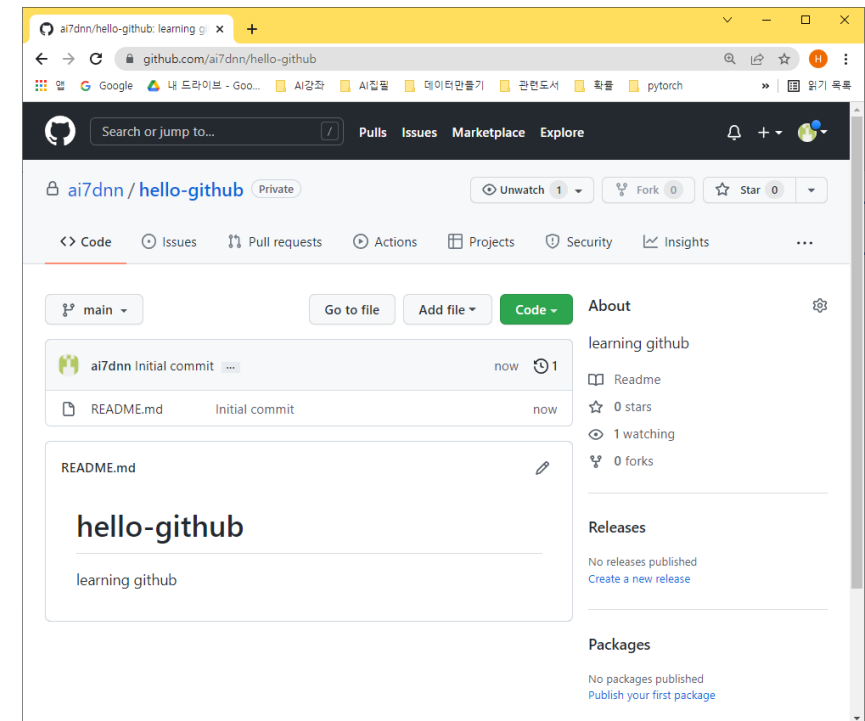 ai7dnn/hello-github: learning gi
github.com/ai7dnn/hello-github
H
앱 Google 내 드라이브 - Goo... AI강좌 AI집필 데이터만들기 관련도서 확률 pytorch » 읽기 목록
Search or jump to... / Pulls Issues Marketplace Explore
ai7dnn / hello-github Private Unwatch 1 Fork 0 Star 0
Code Issues Pull requests Actions Projects Security Insights ...
main Go to file Add file Code
About
learning github
ai7dnn Initial commit ... now 1
Readme
README.md Initial commit now
0 stars
1 watching
0 forks
README.md
hello-github
learning github
Releases
No releases published
Create a new release
Packages
No packages published
Publish your first package